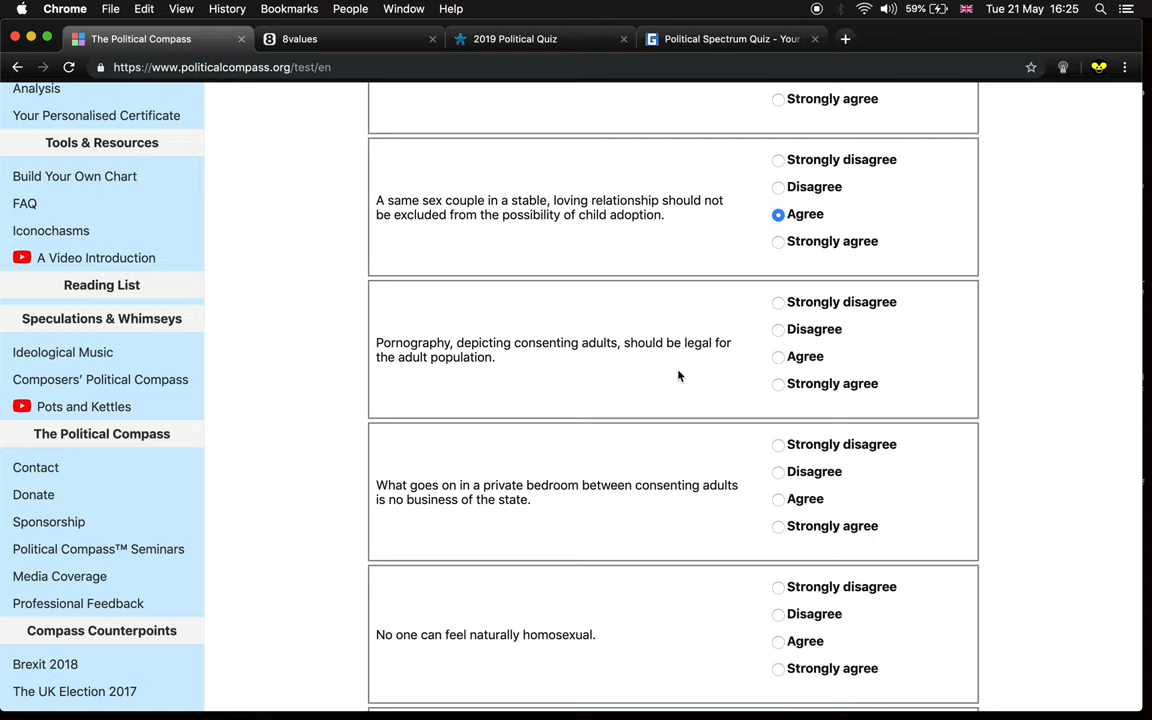 Chrome File Edit View History Bookmarks People Window Help 59% Tue 21 May 16:25
The Political Compass 8values 2019 Political Quiz Political Spectrum Quiz - Your
https://www.politicalcompass.org/test/en
Analysis
Your Personalised Certificate
Tools & Resources
Build Your Own Chart
FAQ
Iconochasms
A Video Introduction
Reading List
Speculations & Whimseys
Ideological Music
Composers' Political Compass
Pots and Kettles
The Political Compass
Contact
Donate
Sponsorship
Political Compass™ Seminars
Media Coverage
Professional Feedback
Compass Counterpoints
Brexit 2018
The UK Election 2017
Strongly agree
A same sex couple in a stable, loving relationship should not
be excluded from the possibility of child adoption.
Strongly disagree
Disagree
Agree
Strongly agree
Pornography, depicting consenting adults, should be legal for
the adult population.
Strongly disagree
Disagree
Agree
Strongly agree
What goes on in a private bedroom between consenting adults
is no business of the state.
Strongly disagree
Disagree
Agree
Strongly agree
No one can feel naturally homosexual.
Strongly disagree
Disagree
Agree
Strongly agree